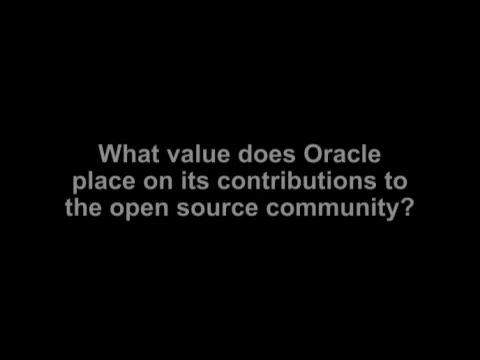 What value does Oracle
place on its contributions to
the open source community?